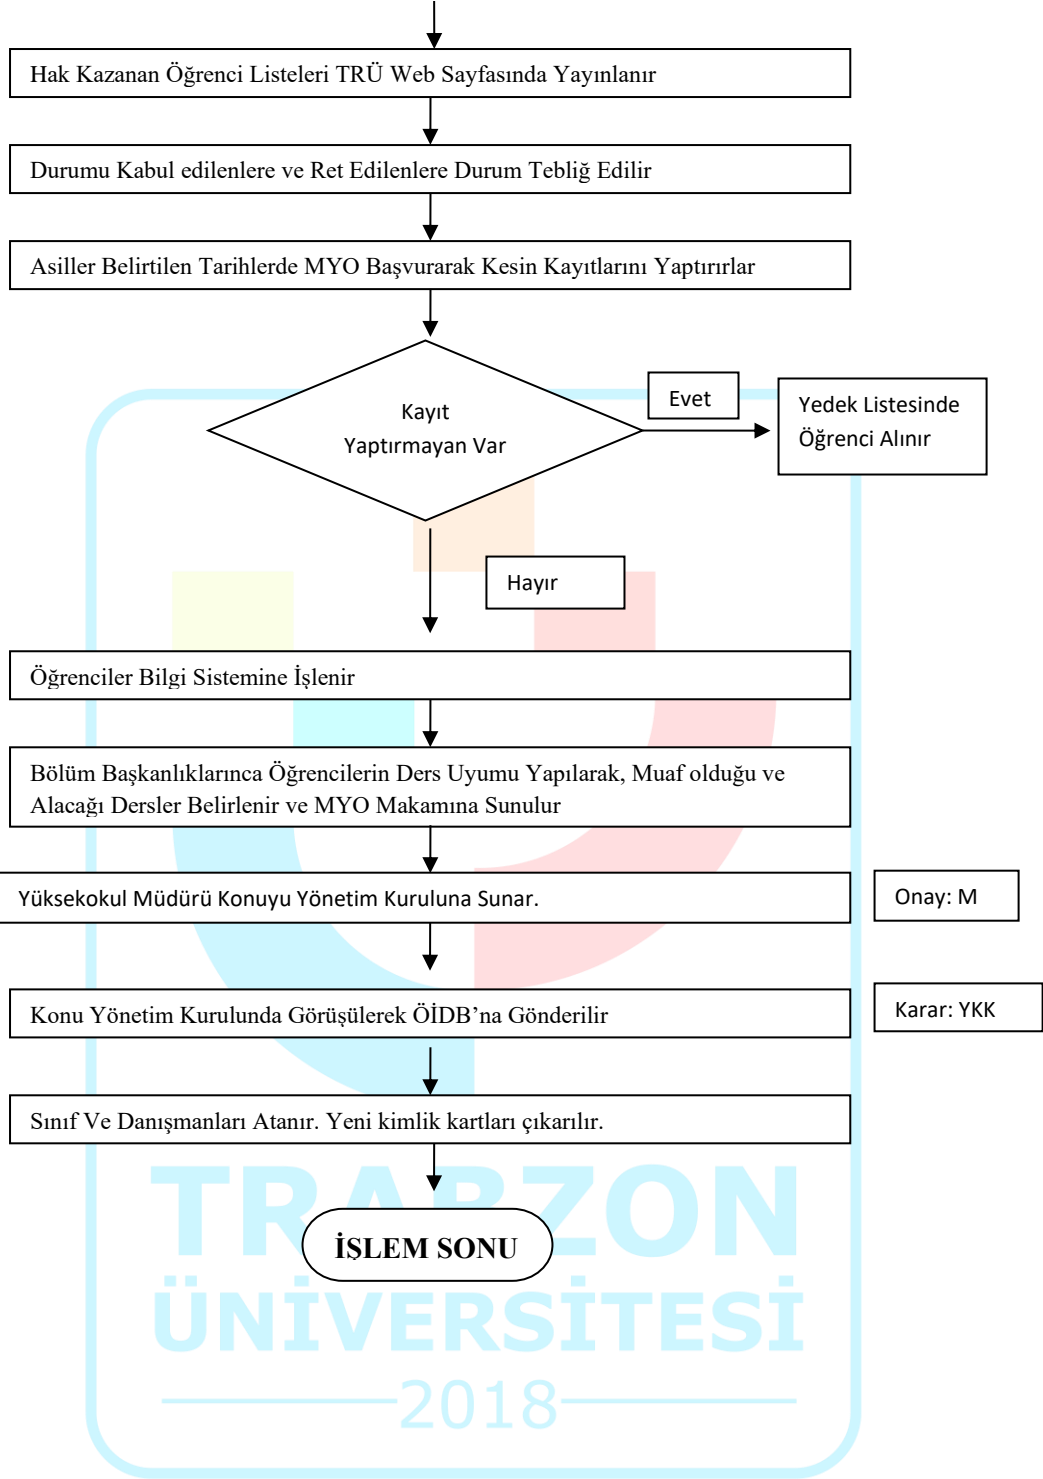 Hak Kazanan Öğrenci Listeleri TRÜ Web Sayfasında Yayınlanır
Durumu Kabul edilenlere ve Ret Edilenlere Durum Tebliğ Edilir
Asiller Belirtilen Tarihlerde MYO Başvurarak Kesin Kayıtlarını Yaptırırlar
Kayıt
Yaptırmayan Var
Evet
Yedek Listesinde
Öğrenci Alınır
Hayır
Öğrenciler Bilgi Sistemine İşlenir
Bölüm Başkanlıklarınca Öğrencilerin Ders Uyumu Yapılarak, Muaf olduğu ve
Alacağı Dersler Belirlenir ve MYO Makamına Sunulur
Yüksekokul Müdürü Konuyu Yönetim Kuruluna Sunar.
Onay: M
Konu Yönetim Kurulunda Görüşülerek ÖİDB’na Gönderilir
Karar: YKK
Sınıf Ve Danışmanları Atanır. Yeni kimlik kartları çıkarılır.
TRABZON
İŞLEM SONU
ÜNİVERSİTESİ
2018